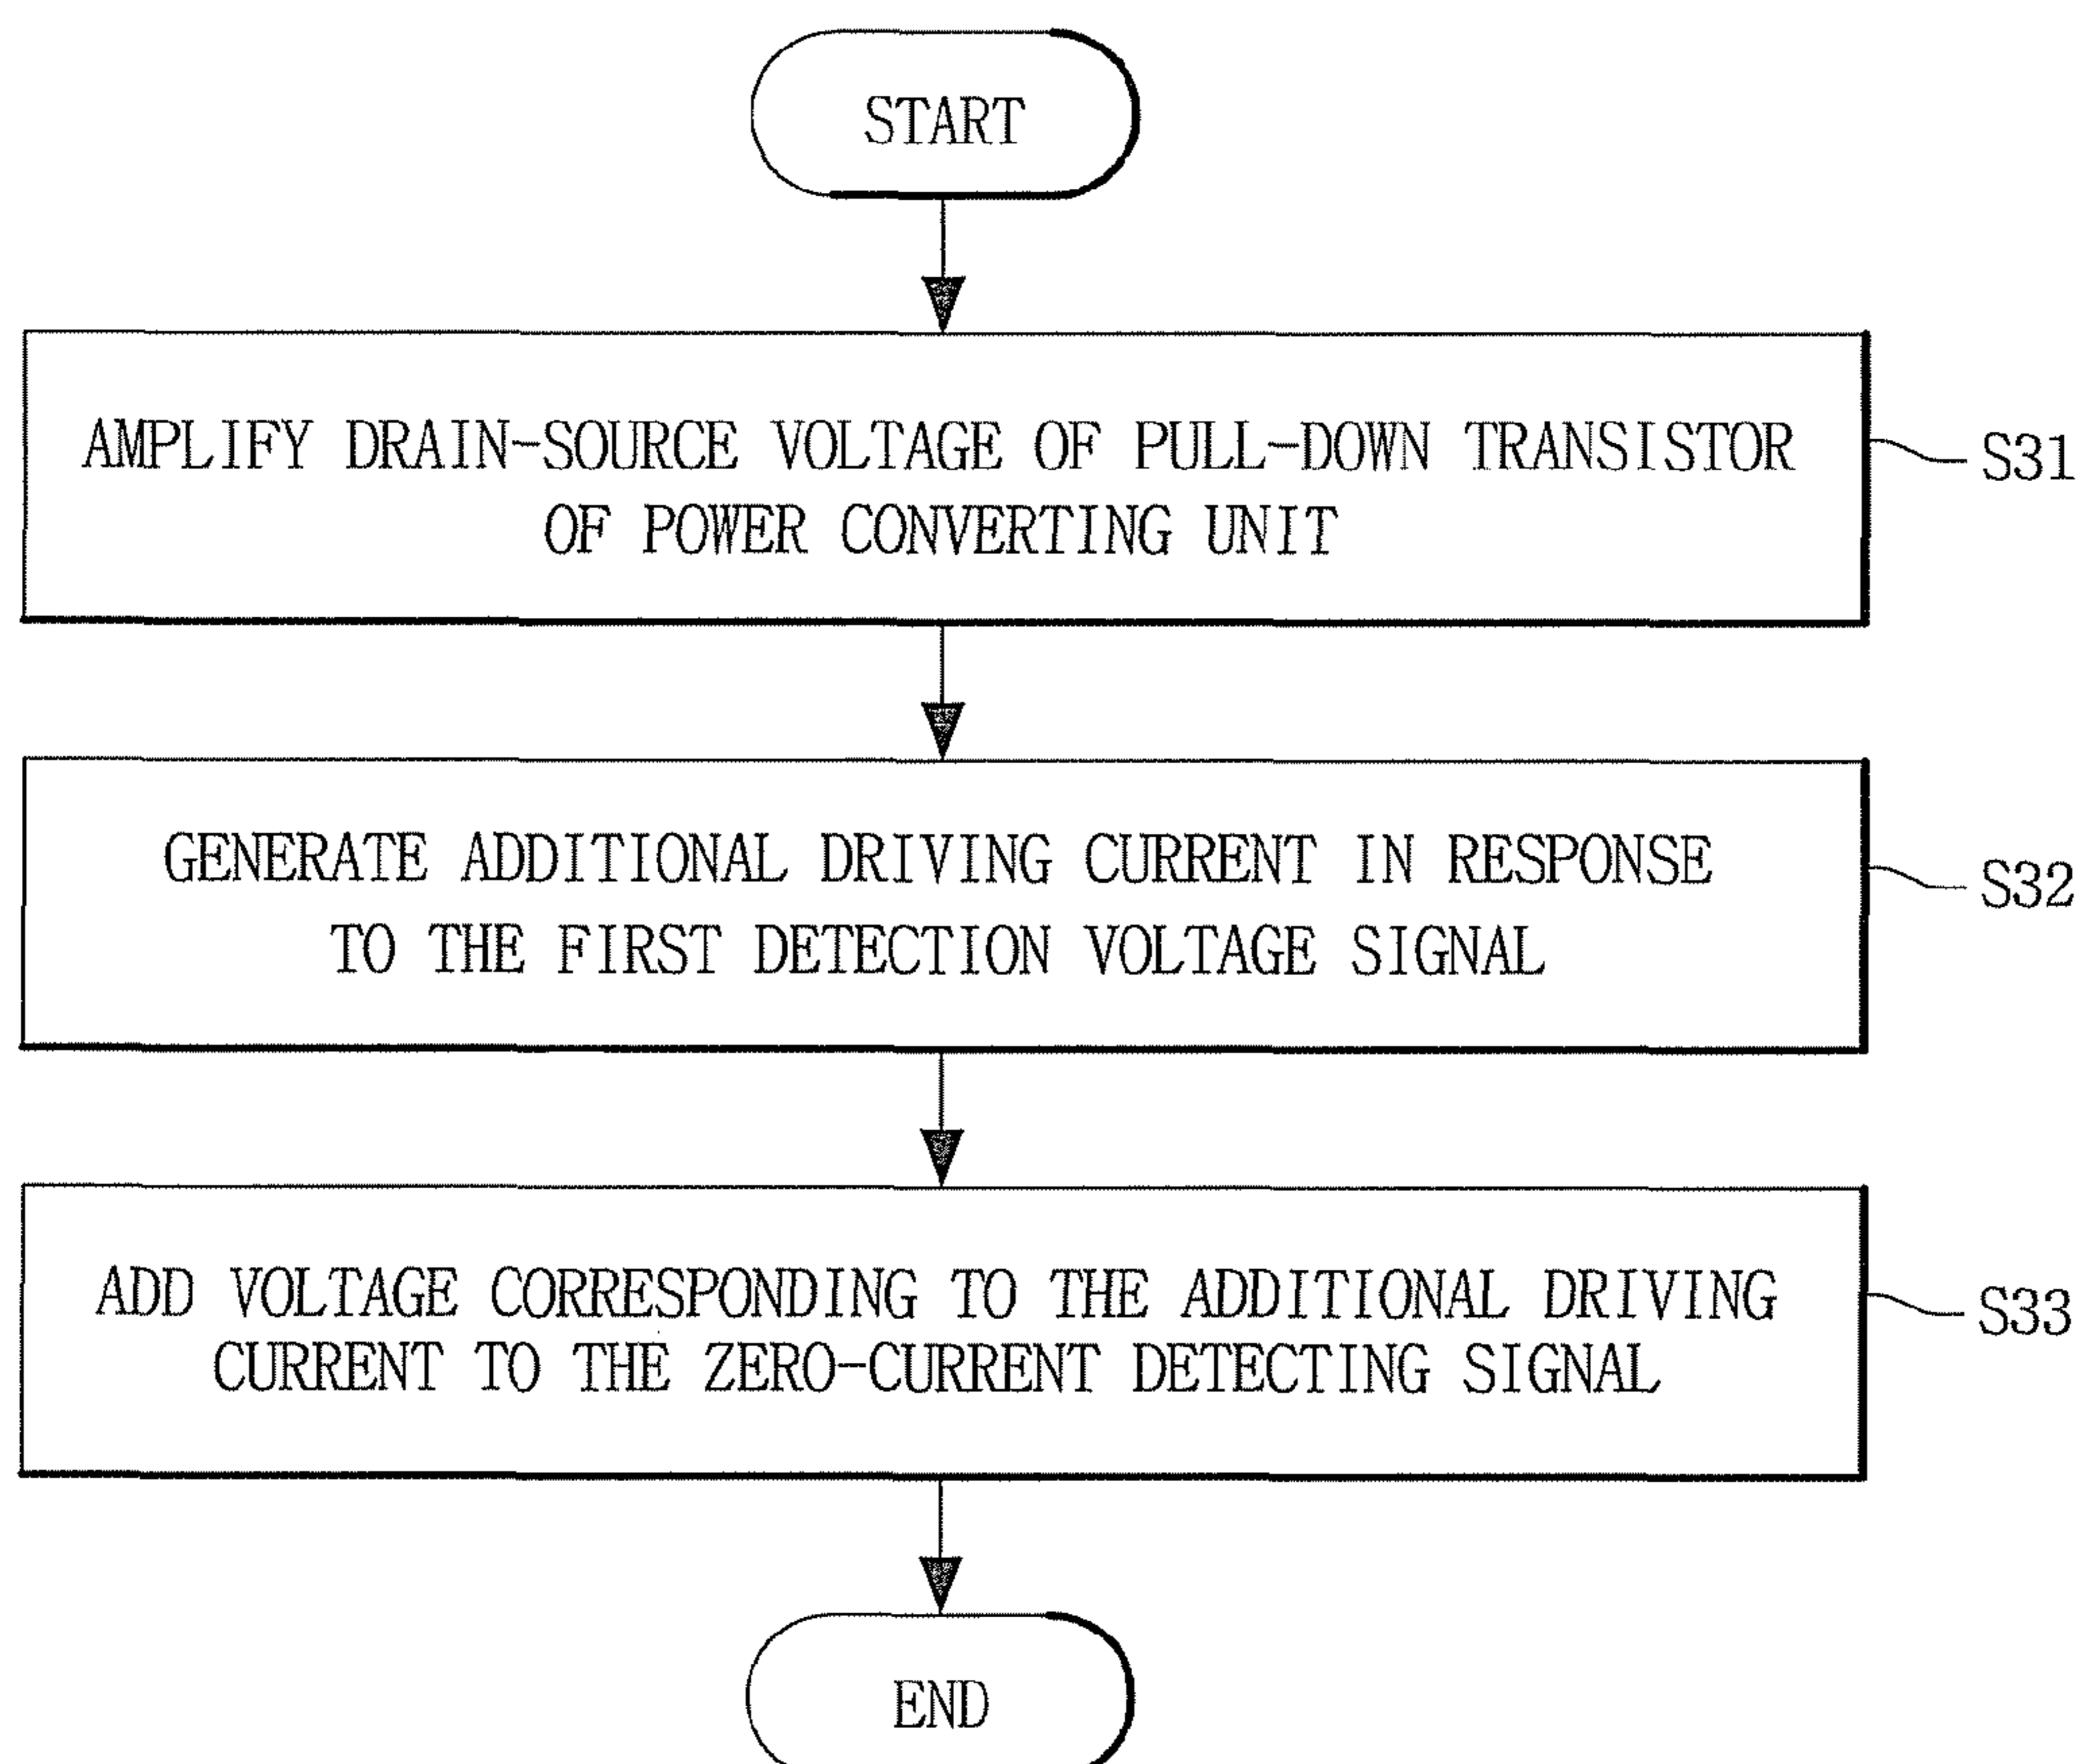 START
AMPLIFY DRAIN-SOURCE VOLTAGE OF PULL-DOWN TRANSISTOR
OF POWER CONVERTING UNIT
S31
GENERATE ADDITIONAL DRIVING CURRENT IN RESPONSE
TO THE FIRST DETECTION VOLTAGE SIGNAL
S32
ADD VOLTAGE CORRESPONDING TO THE ADDITIONAL DRIVING
CURRENT TO THE ZERO-CURRENT DETECTING SIGNAL
S33
END